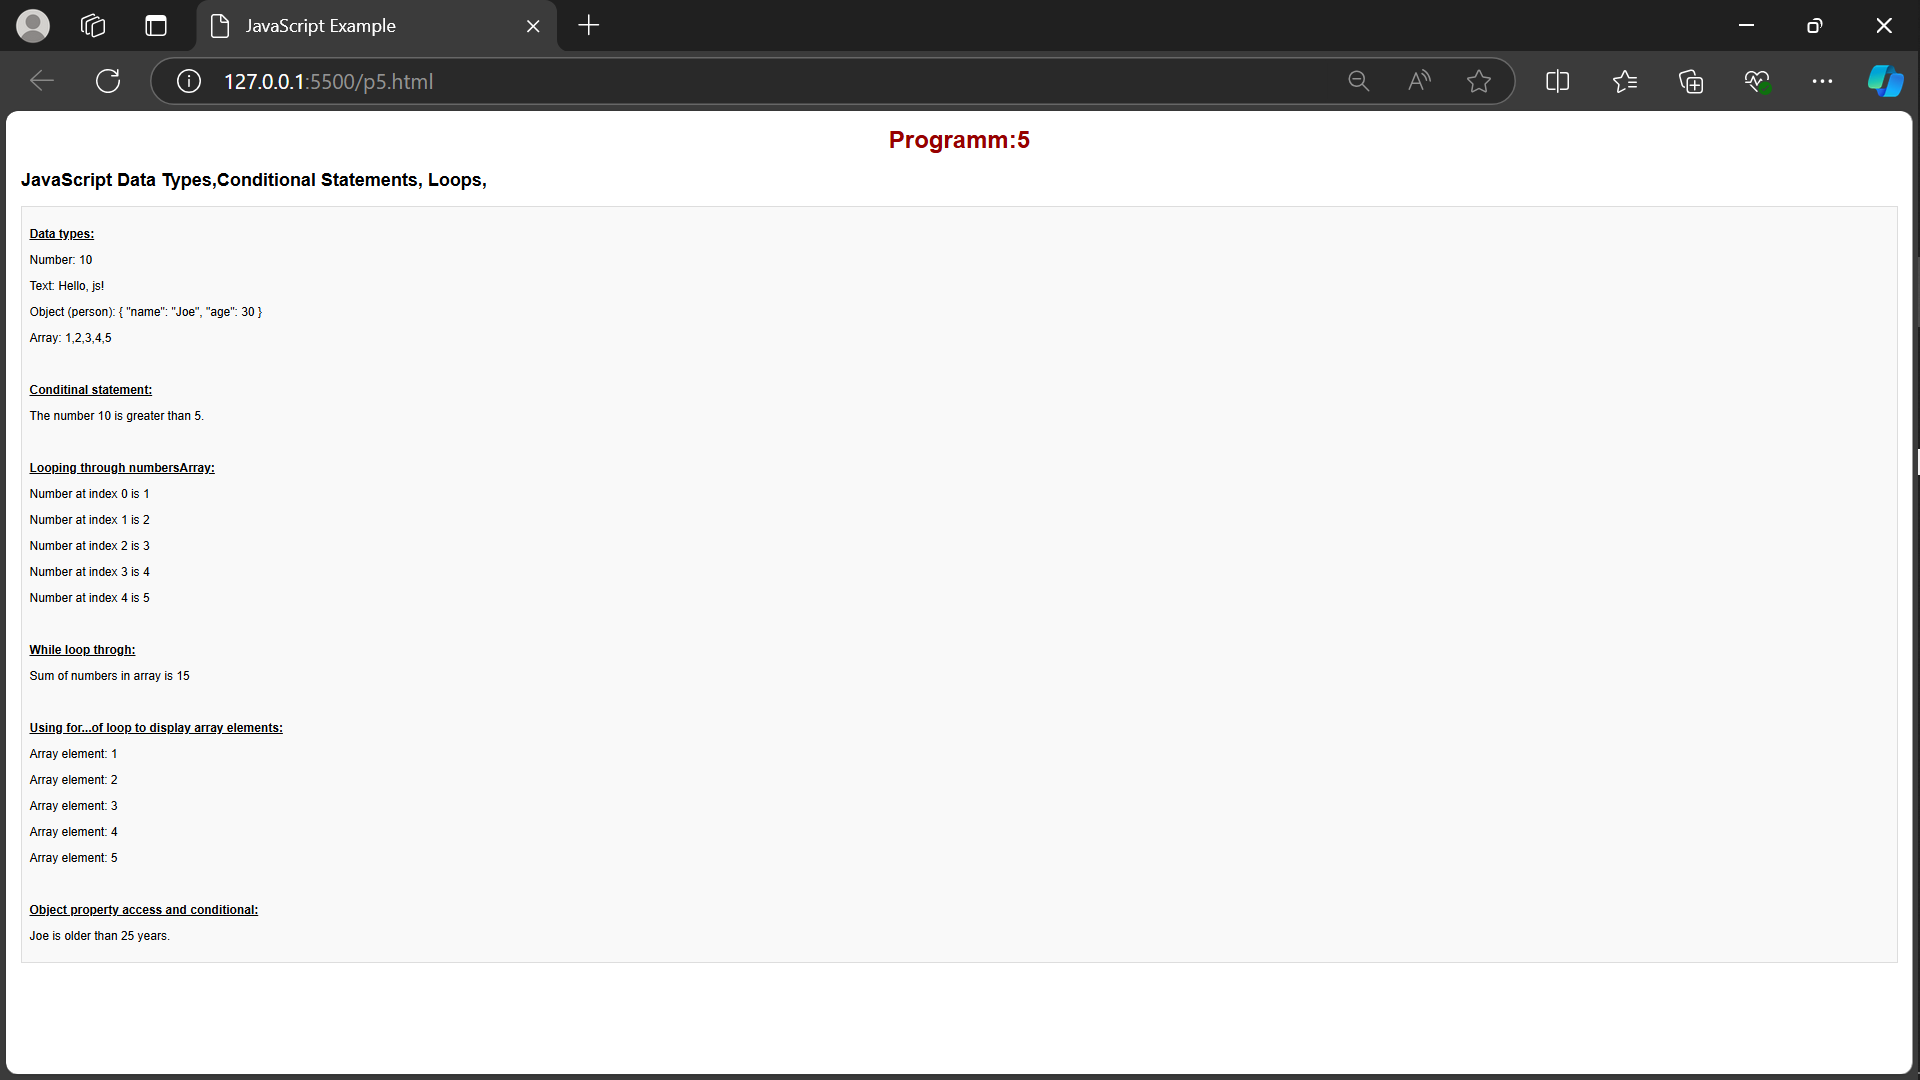 JavaScript Example
127.0.0.1:5500/p5.html
Programm:5
JavaScript Data Types,Conditional Statements, Loops,
Data types:
Number: 10
Text: Hello, js!
Object (person): { "name": "Joe", "age": 30 }
Array: 1,2,3,4,5
Conditinal statement:
The number 10 is greater than 5.
Looping through numbersArray:
Number at index 0 is 1
Number at index 1 is 2
Number at index 2 is 3
Number at index 3 is 4
Number at index 4 is 5
While loop throgh:
Sum of numbers in array is 15
Using for...of loop to display array elements:
Array element: 1
Array element: 2
Array element: 3
Array element: 4
Array element: 5
Object property access and conditional:
Joe is older than 25 years.